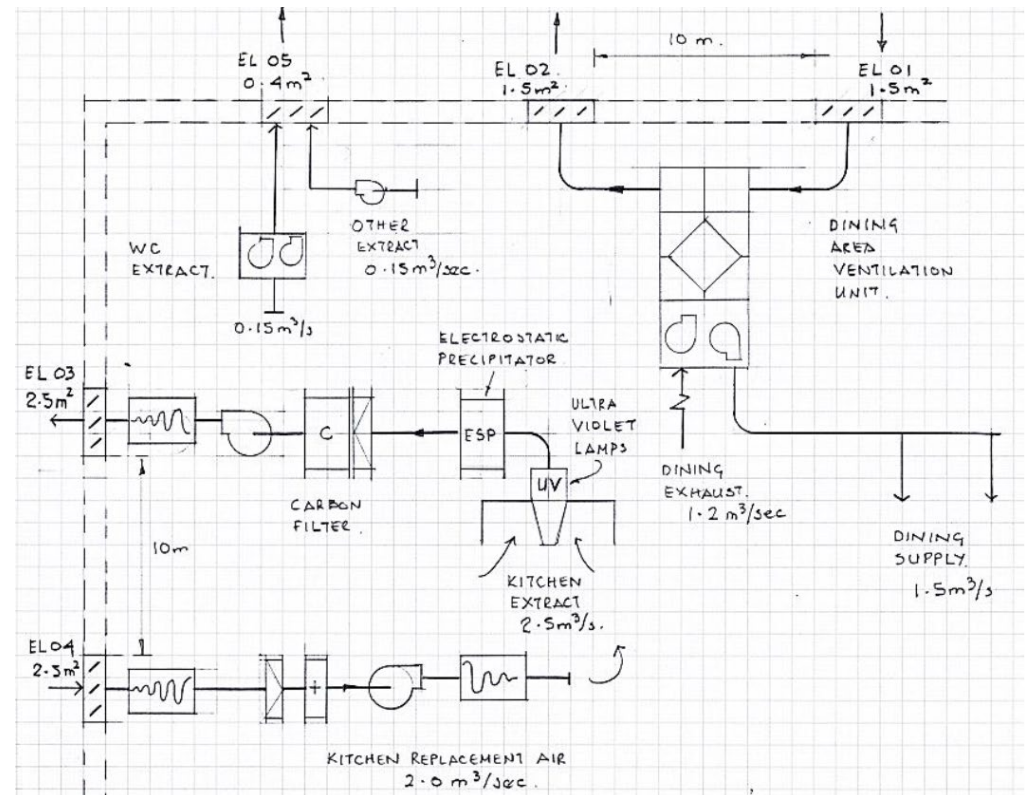 EL 05
0.4m²
EL 02.
1.5m²
10 m.
EL 01
1.5m²
WC
EXTRACT.
0.15m³/s
OTHER
EXTRACT
0.15m³/sec.
DINING
AREA
VENTILATION
UNIT.
ELECTROSTATIC
PRECIPITATOR.
EL 03
2.5m²
C
ESP
ULTRA
VIOLET
LAMPS
UV
CARBON
FILTER.
DINING
EXHAUST.
1.2 m³/sec
DINING
SUPPLY.
1.5m³/s
10m
KITCHEN
EXTRACT
2.5m³/s.
EL04
2.5m²
+
KITCHEN REPLACEMENT AIR
2.0 m³/sec.